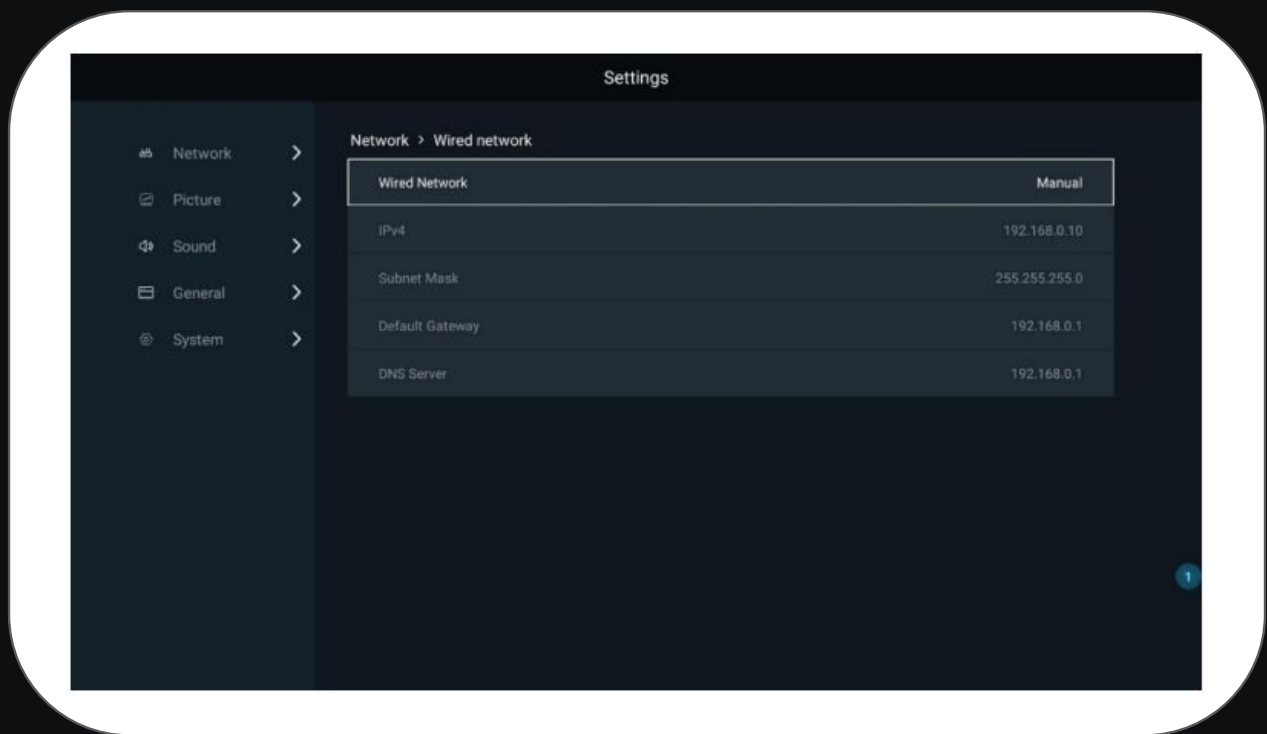 Settings
Network
Picture
Sound
General
System
Network > Wired network
Wired Network Manual
IPv4 192.168.0.10
Subnet Mask 255.255.255.0
Default Gateway 192.168.0.1
DNS Server 192.168.0.1
1